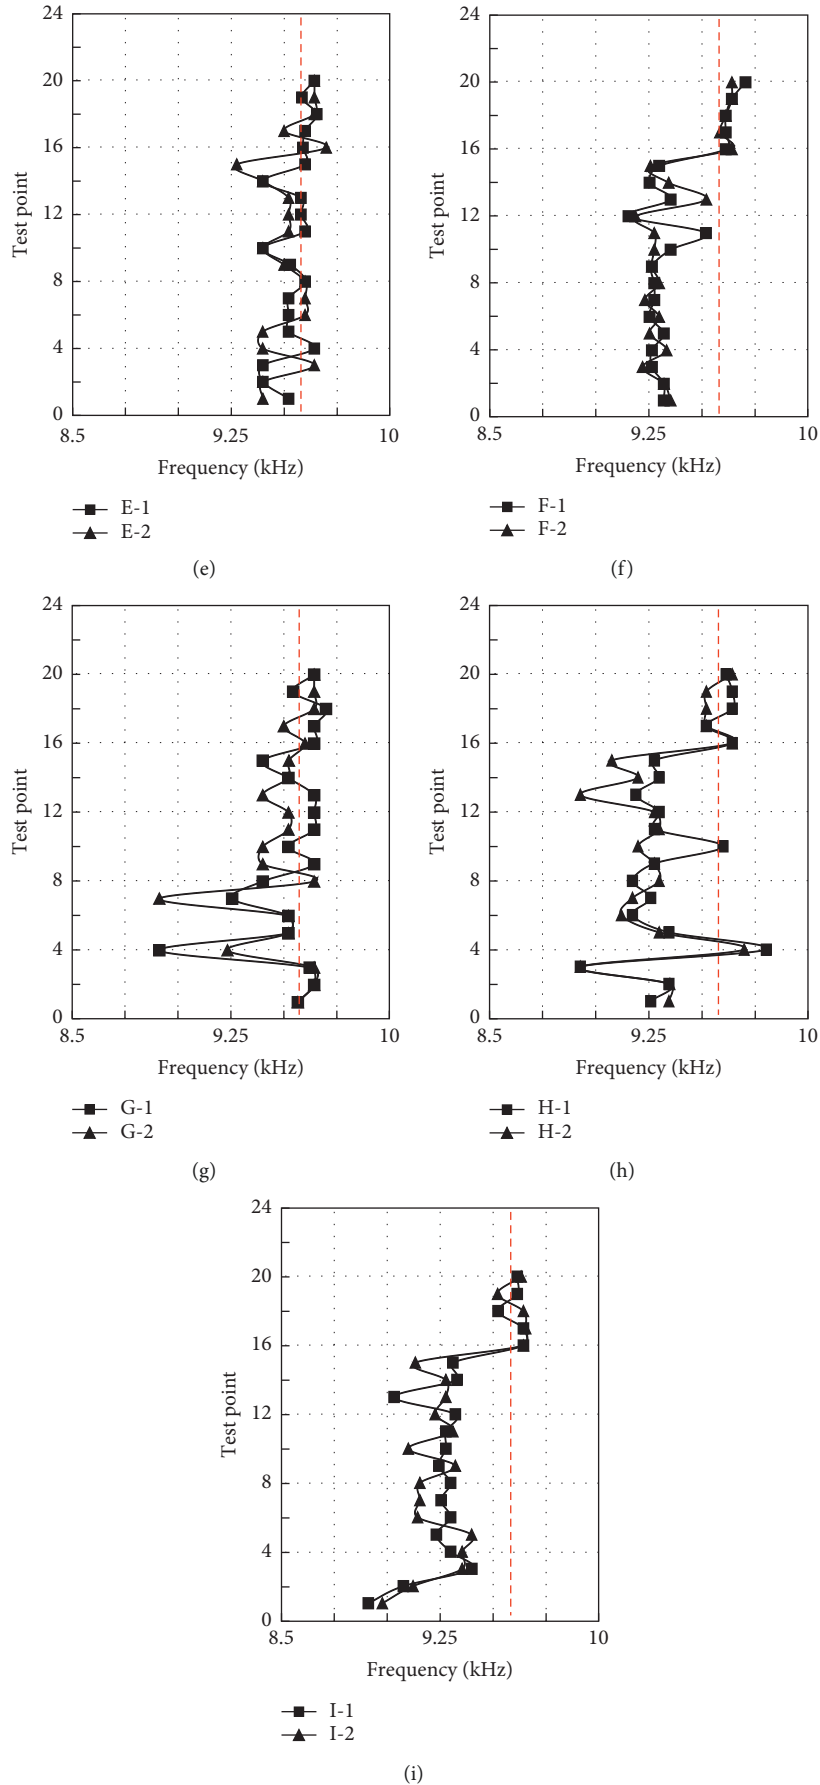 24
20
16
12
8
4
0
Test point
8.5
9.25
10
Frequency (kHz)
E-1
E-2
(e)
24
20
16
12
8
4
0
Test point
8.5
9.25
10
Frequency (kHz)
F-1
F-2
(f)
24
20
16
12
8
4
0
Test point
8.5
9.25
10
Frequency (kHz)
G-1
G-2
(g)
24
20
16
12
8
4
0
Test point
8.5
9.25
10
Frequency (kHz)
H-1
H-2
(h)
24
20
16
12
8
4
0
Test point
8.5
9.25
10
Frequency (kHz)
I-1
I-2
(i)